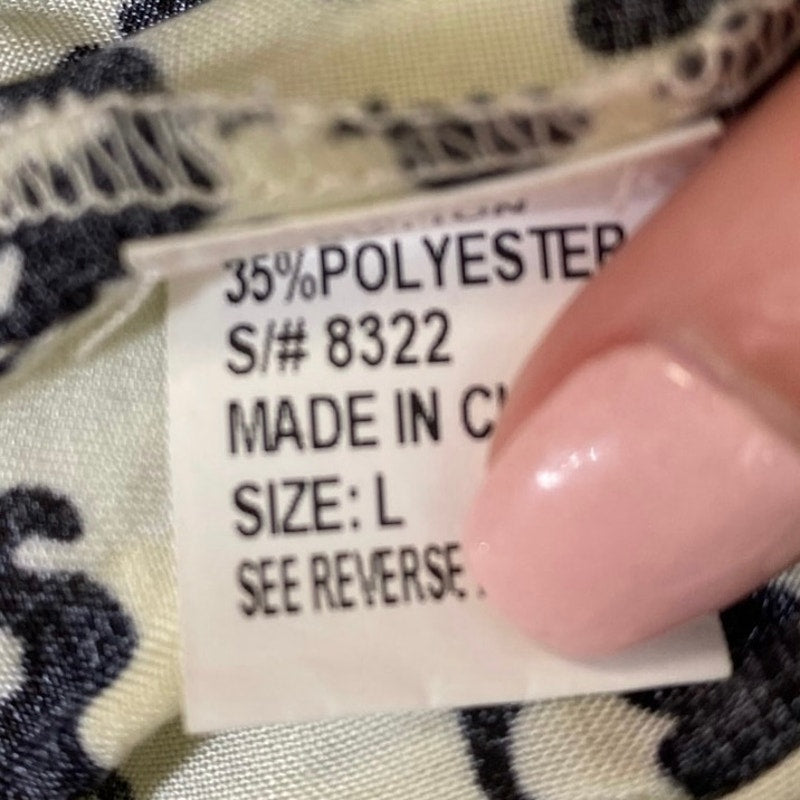 35%POLYESTER
S/# 8322
MADE IN
SIZE: L
SEE REVERSE